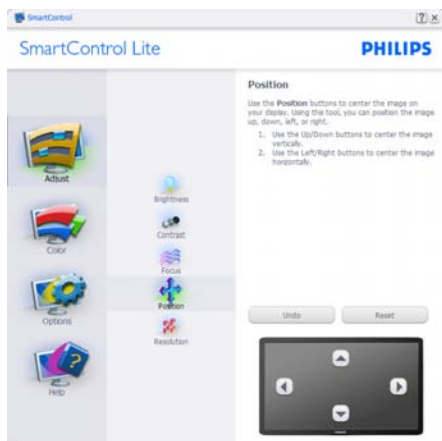 SmartControl
SmartControl Lite
PHILIPS
Adjust
Color
Options
Help
Brightness
Contrast
Focus
Position
Resolution
Position
Use the Position buttons to center the image on
your display. Using this tool, you can position the image
up, down, left, or right.
1. Use the Up/Down buttons to center the image
vertically.
2. Use the Left/Right buttons to center the image
horizontally.
Undo
Reset